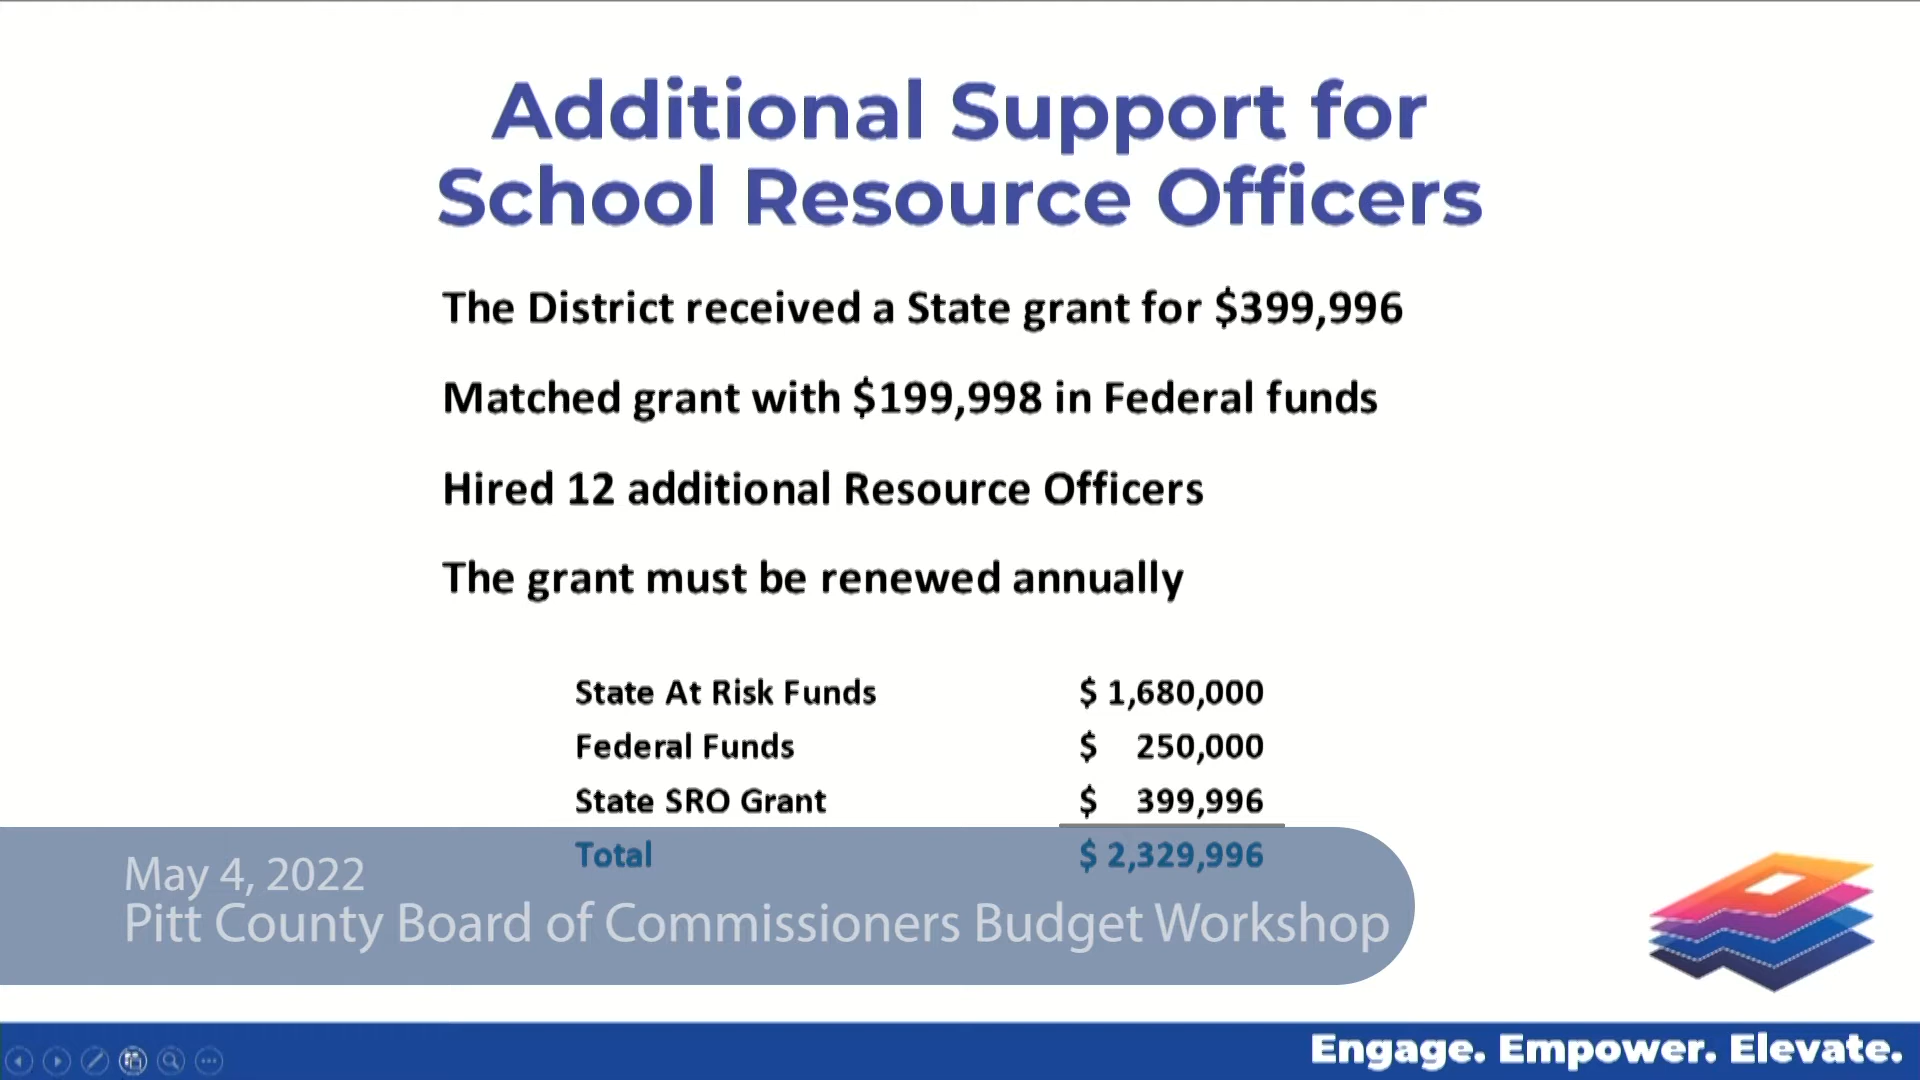 Additional Support for
School Resource Officers
The District received a State grant for $399,996
Matched grant with $199,998 in Federal funds
Hired 12 additional Resource Officers
The grant must be renewed annually
State At Risk Funds $ 1,680,000
Federal Funds $ 250,000
State SRO Grant $ 399,996
Total $ 2,329,996
May 4, 2022
Pitt County Board of Commissioners Budget Workshop
Engage. Empower. Elevate.